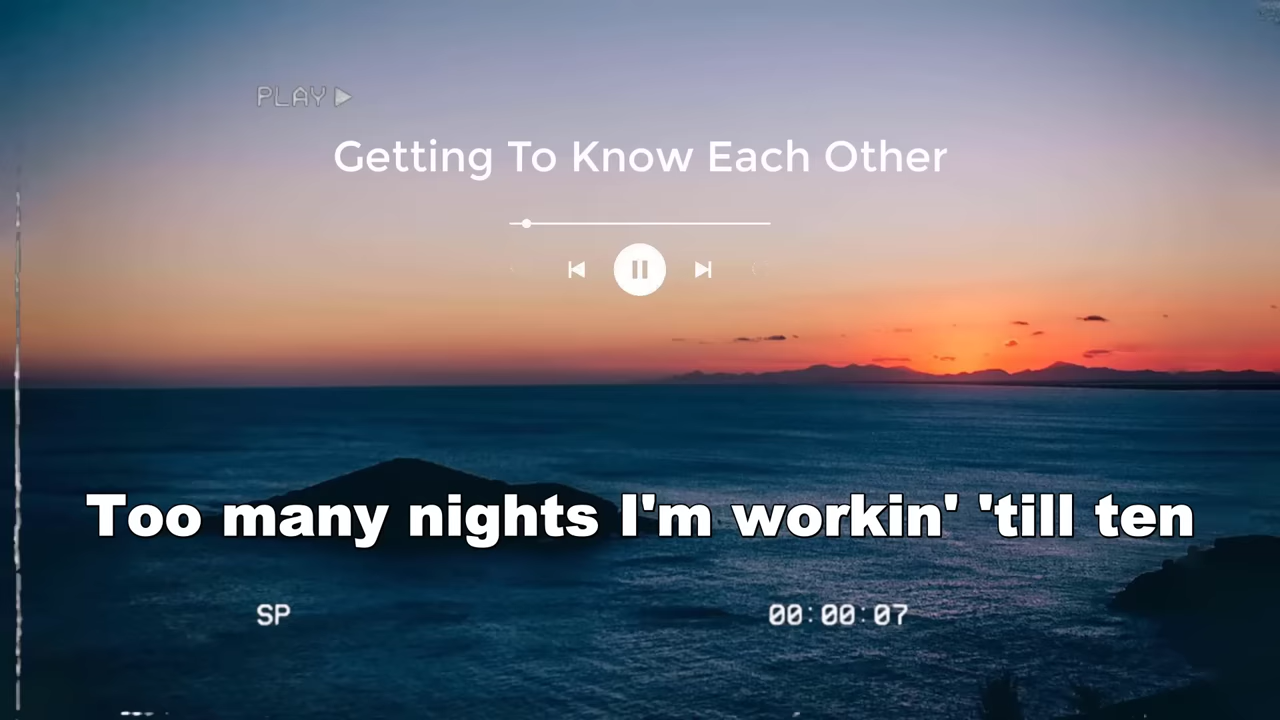 PLAY
Getting To Know Each Other
Too many nights I'm workin' 'till ten
SP
00:00:07